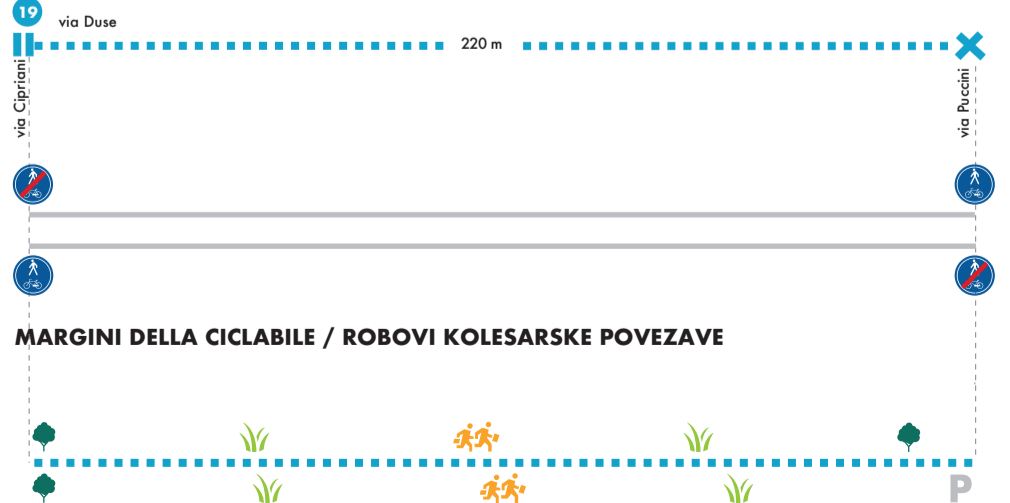 19
via Duse
220 m
via Cipriani
via Puccini
MARGINI DELLA CICLABILE / ROBOVI KOLESARSKE POVEZAVE
P